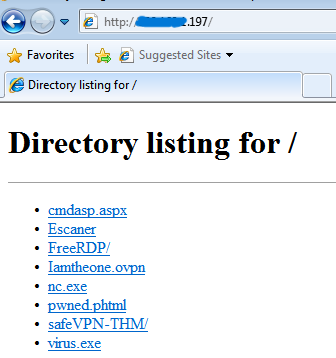 http://.197/
Favorites Suggested Sites
Directory listing for /
Directory listing for /
cmdasp.aspx
Escaner
FreeRDP/
Iamtheone.ovpn
nc.exe
pwned.phtml
safeVPN-THM/
virus.exe